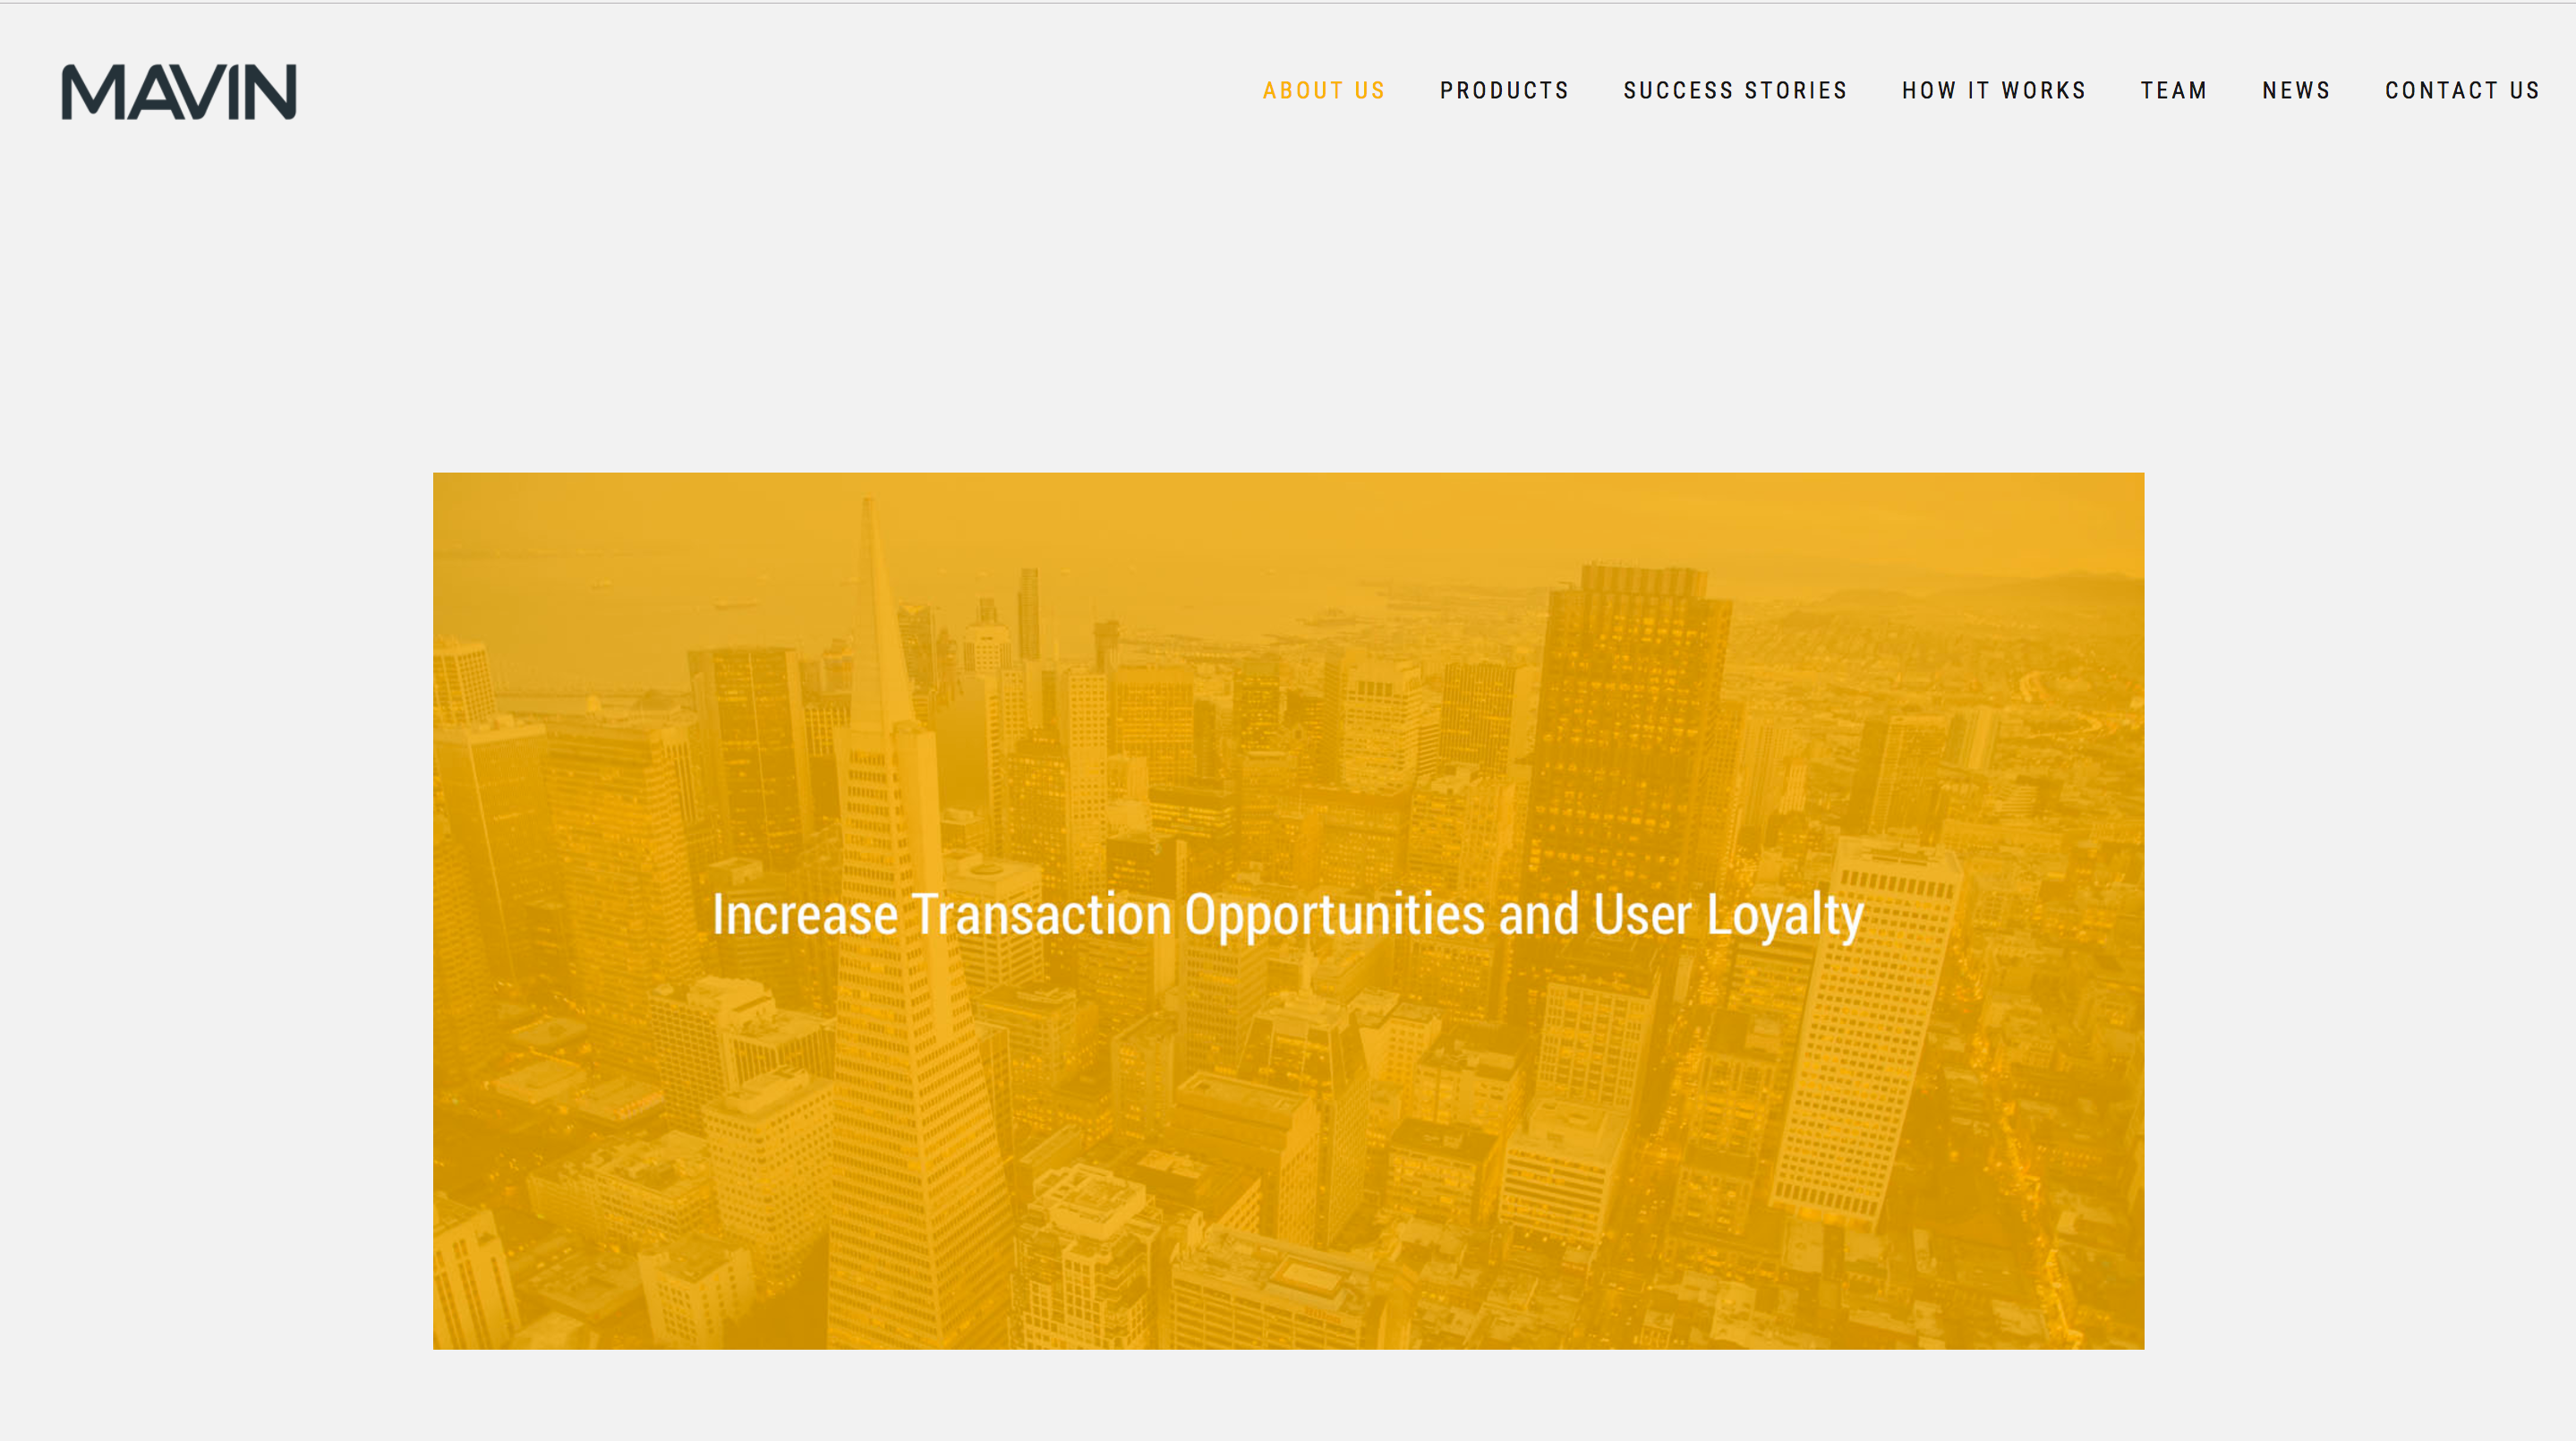 MAVIN
ABOUT US PRODUCTS SUCCESS STORIES HOW IT WORKS TEAM NEWS CONTACT US
Increase Transaction Opportunities and User Loyalty